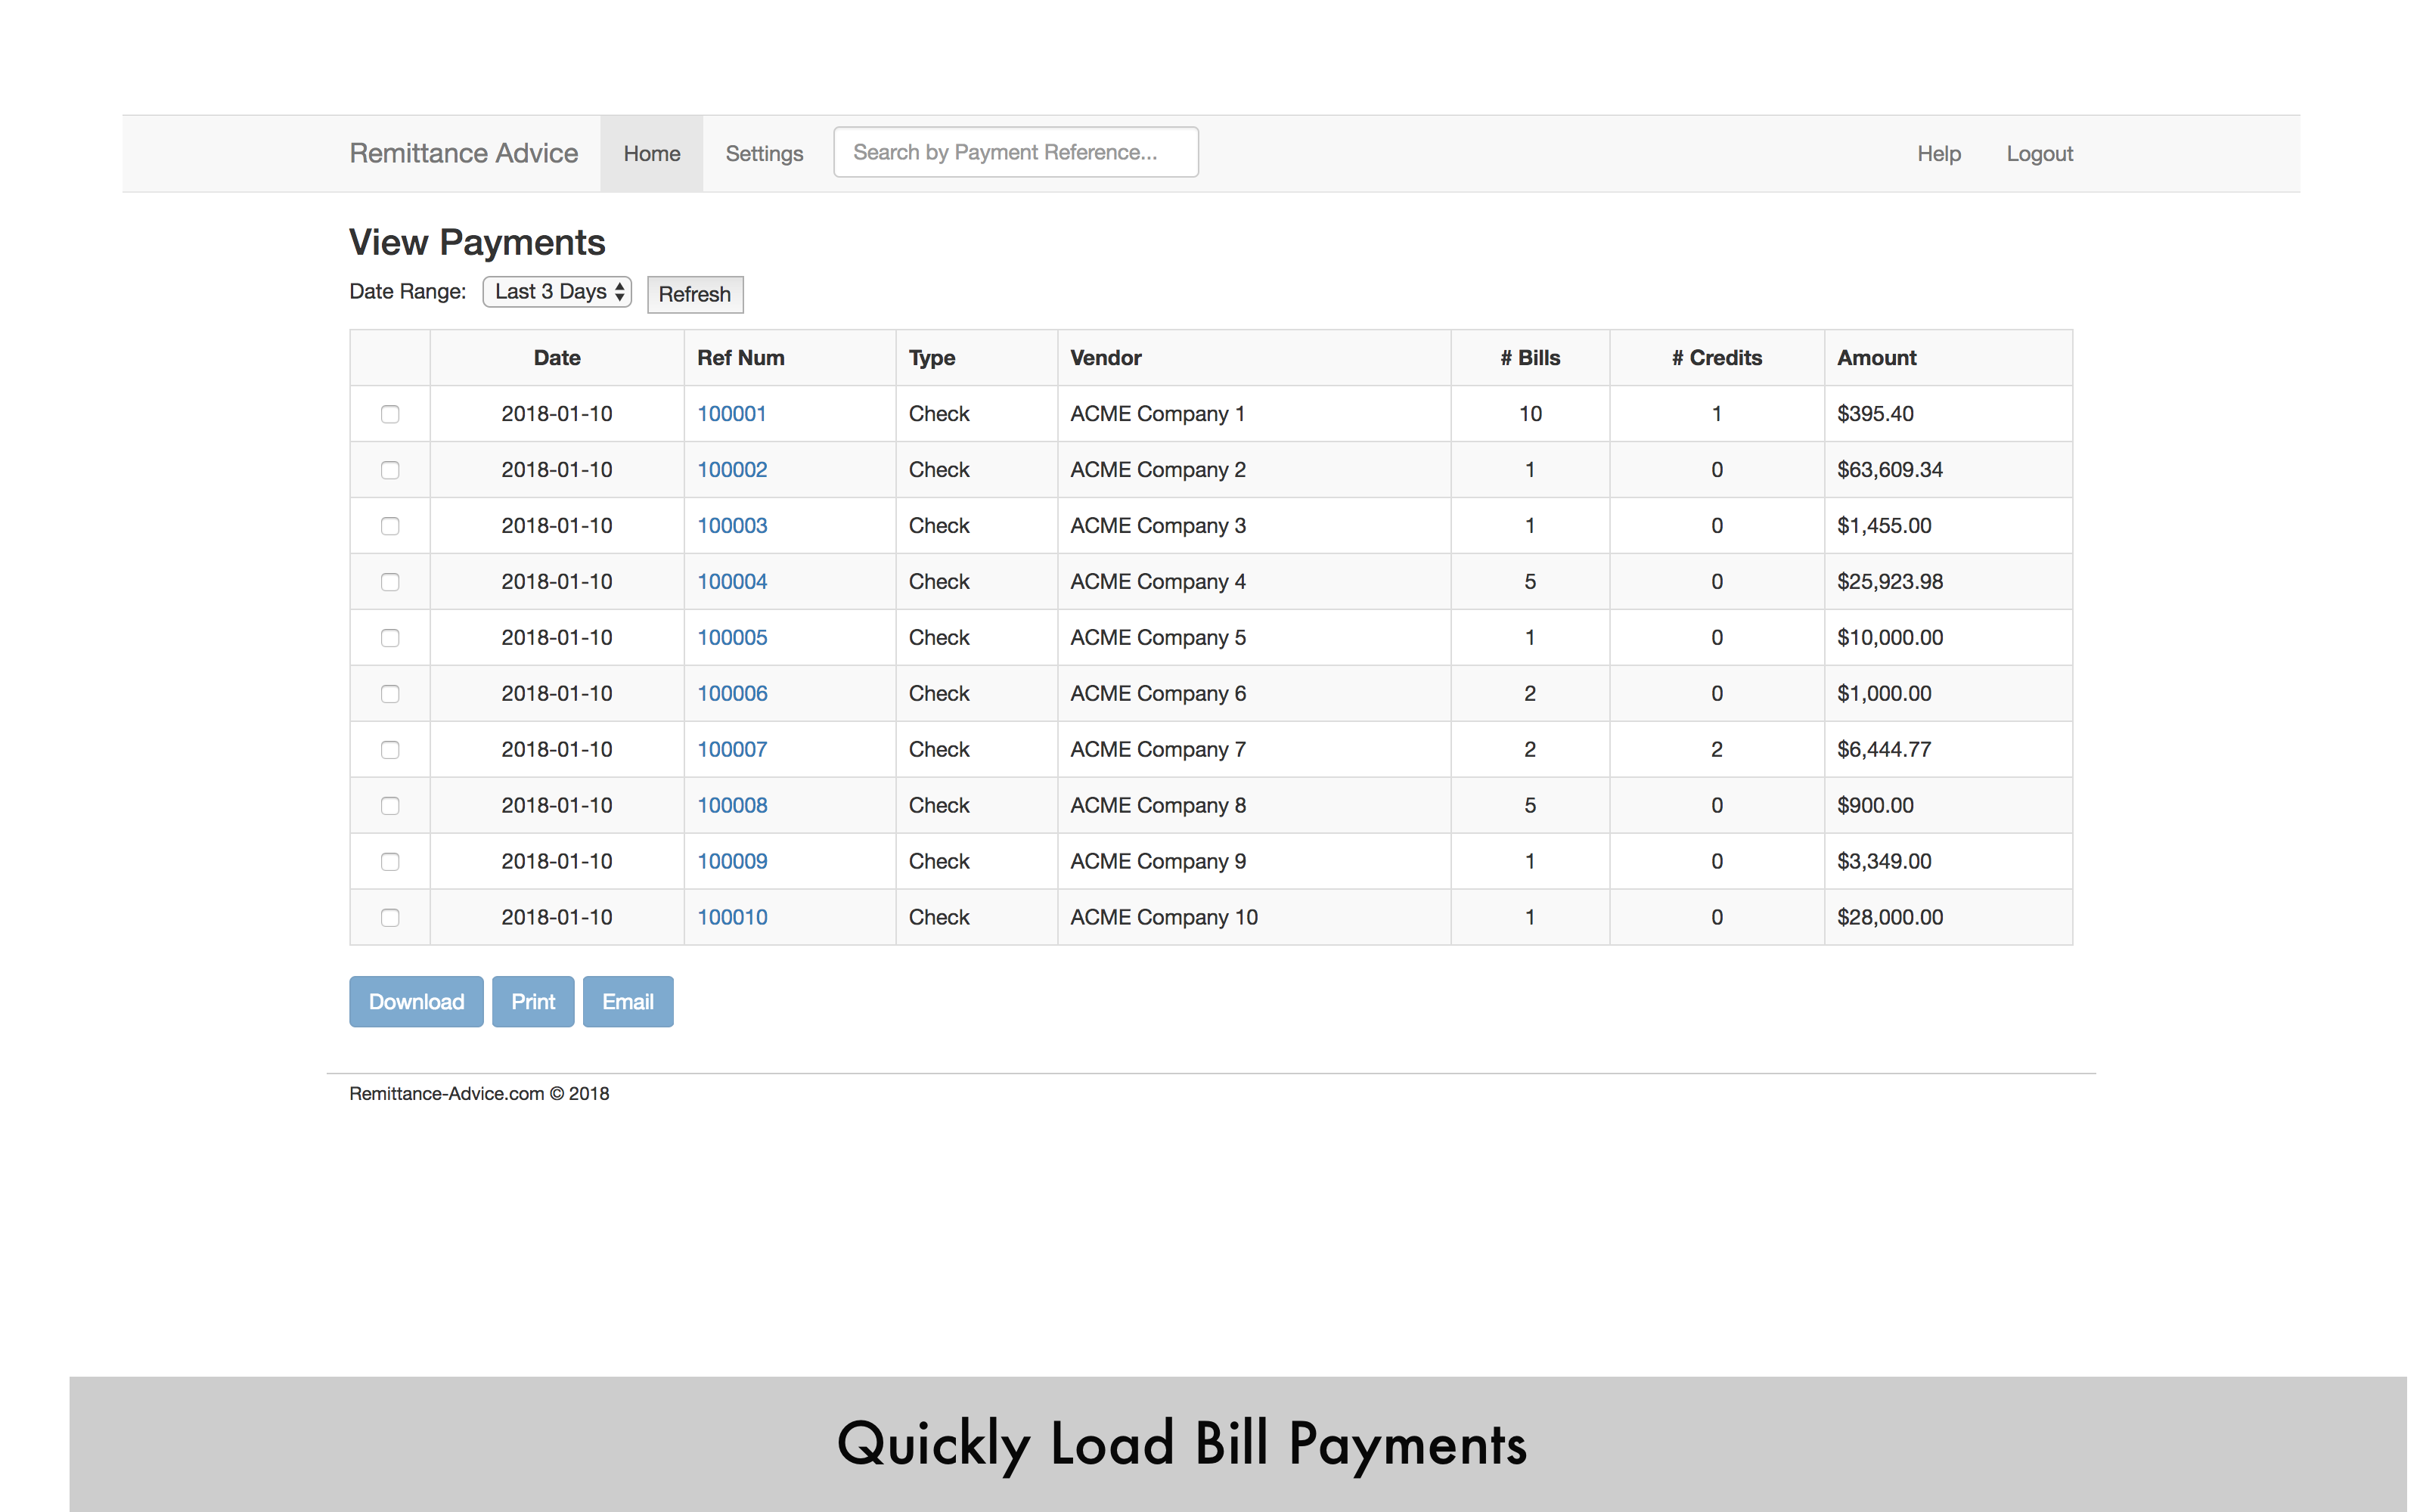 Remittance Advice Home Settings Search by Payment Reference... Help Logout
View Payments
Date Range: Last 3 Days Refresh
Date Ref Num Type Vendor # Bills # Credits Amount
2018-01-10 100001 Check ACME Company 1 10 1 $395.40
2018-01-10 100002 Check ACME Company 2 1 0 $63,609.34
2018-01-10 100003 Check ACME Company 3 1 0 $1,455.00
2018-01-10 100004 Check ACME Company 4 5 0 $25,923.98
2018-01-10 100005 Check ACME Company 5 1 0 $10,000.00
2018-01-10 100006 Check ACME Company 6 2 0 $1,000.00
2018-01-10 100007 Check ACME Company 7 2 2 $6,444.77
2018-01-10 100008 Check ACME Company 8 5 0 $900.00
2018-01-10 100009 Check ACME Company 9 1 0 $3,349.00
2018-01-10 100010 Check ACME Company 10 1 0 $28,000.00
Download Print Email
Remittance-Advice.com © 2018
Quickly Load Bill Payments